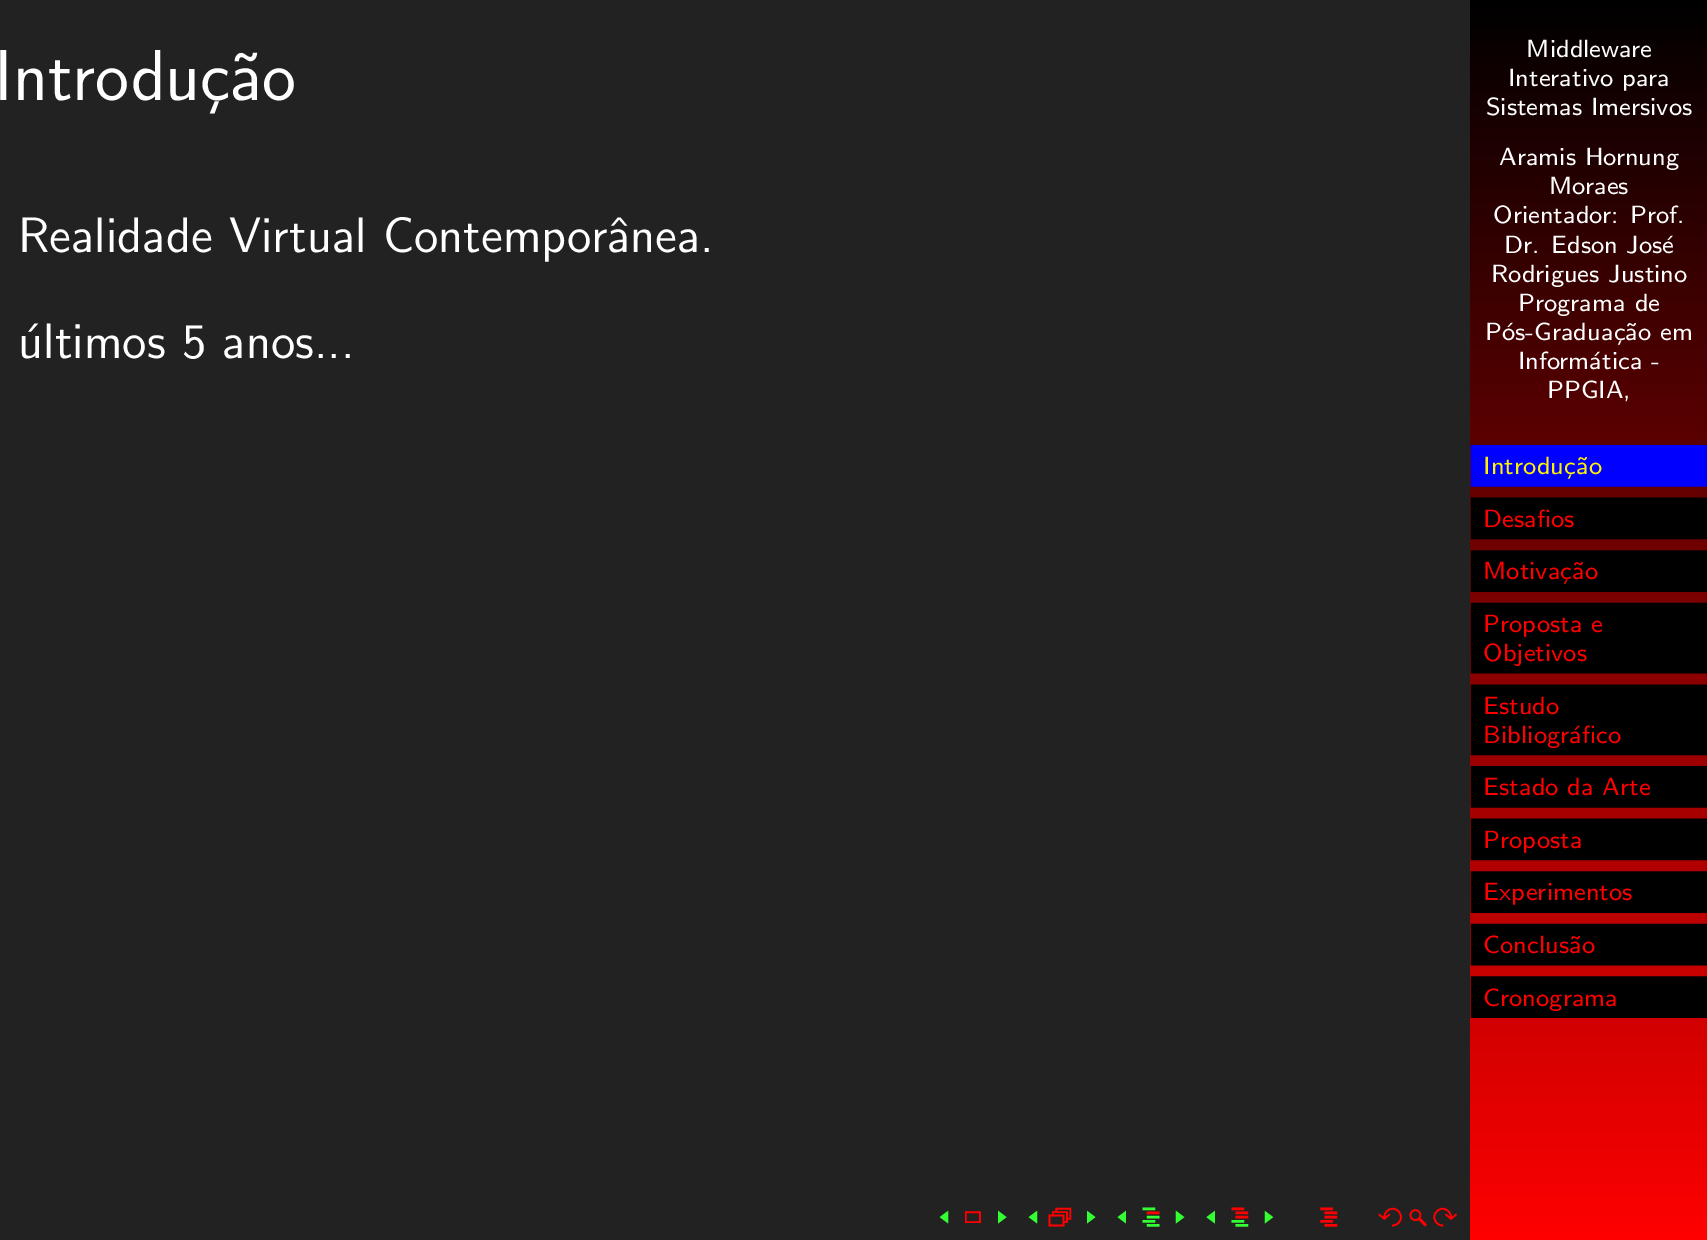 Introdução
Realidade Virtual Contemporânea.
últimos 5 anos...
Middleware
Interativo para
Sistemas Imersivos
Aramis Hornung
Moraes
Orientador: Prof.
Dr. Edson José
Rodrigues Justino
Programa de
Pós-Graduação em
Informática -
PPGIA,
Introdução
Desafios
Motivação
Proposta e
Objetivos
Estudo
Bibliográfico
Estado da Arte
Proposta
Experimentos
Conclusão
Cronograma